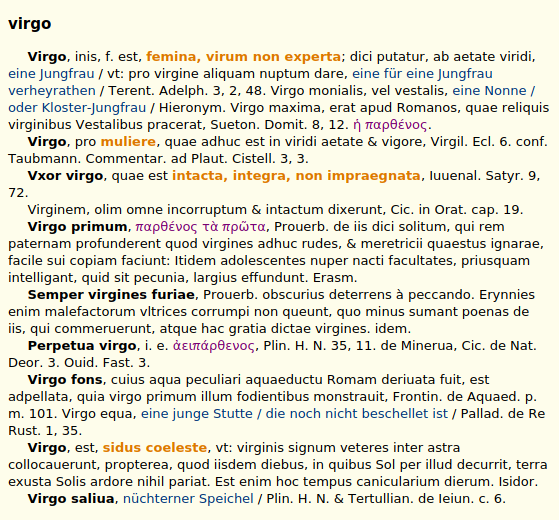 virgo
Virgo, inis, f. est, femina, virum non experta; dici putatur, ab aetate viridi,
eine Jungfrau / vt: pro virgine aliquam nuptum dare, eine für eine Jungfrau
verheyrathen / Terent. Adelph. 3, 2, 48. Virgo monialis, vel vestalis, eine Nonne /
oder Kloster-Jungfrau / Hieronym. Virgo maxima, erat apud Romanos, quae reliquis
virginibus Vestalibus pracerat, Sueton. Domit. 8, 12. ἡ παρθένος.
Virgo, pro muliere, quae adhuc est in viridi aetate & vigore, Virgil. Ecl. 6. conf.
Taubmann. Commentar. ad Plaut. Cistell. 3, 3.
Vxor virgo, quae est intacta, integra, non impraegnata, Iuuenal. Satyr. 9,
72.
Virginem, olim omne incorruptum & intactum dixerunt, Cic. in Orat. cap. 19.
Virgo primum, παρθένος τὰ πρῶτα, Prouerb. de iis dici solitum, qui rem
paternam profunderent quod virgines adhuc rudes, & meretricii quaestus ignarae,
facile sui copiam faciunt: Itidem adolescentes nuper nacti facultates, priusquam
intelligant, quid sit pecunia, largius effundunt. Erasm.
Semper virgines furiae, Prouerb. obscurius deterrens à peccando. Erynnies
enim malefactorum vltrices corrumpi non queunt, quo minus sumant poenas de
iis, qui commeruerunt, atque hac gratia dictae virgines. idem.
Perpetua virgo, i. e. ἀειπάρθενος, Plin. H. N. 35, 11. de Minerua, Cic. de Nat.
Deor. 3. Ouid. Fast. 3.
Virgo fons, cuius aqua peculiari aquaeductu Romam deriuata fuit, est
adpellata, quia virgo primum illum fodientibus monstrauit, Frontin. de Aquaed. p.
m. 101. Virgo equa, eine junge Stutte / die noch nicht beschellet ist / Pallad. de Re
Rust. 1, 35.
Virgo, est, sidus coeleste, vt: virginis signum veteres inter astra
collocauerunt, propterea, quod iisdem diebus, in quibus Sol per illud decurrit, terra
exusta Solis ardore nihil pariat. Est enim hoc tempus canicularium dierum. Isidor.
Virgo saliua, nüchterner Speichel / Plin. H. N. & Tertullian. de Ieiun. c. 6.